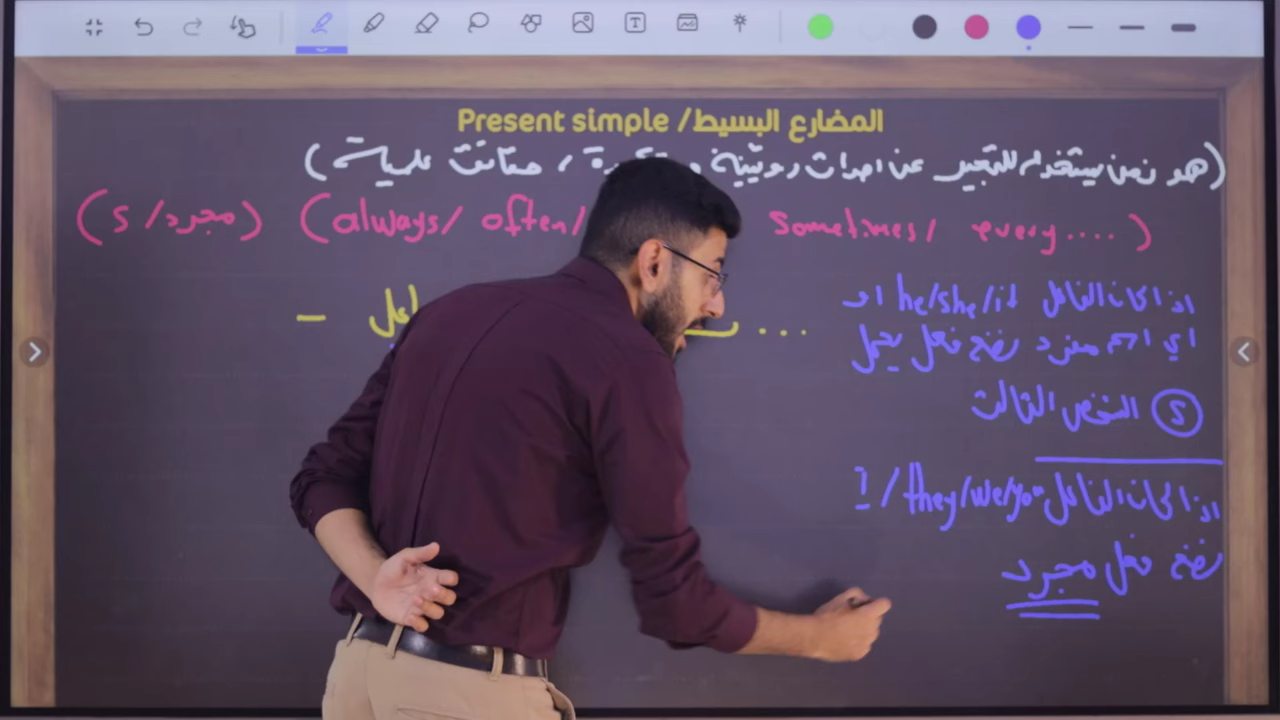 Present simple /المضارع البسيط
(هو زمن يستخدم للتعبير عن احداث روتينية و , حقائق علمية)
(s /مجرد) (always/ often/ Sometimes/ every....)
...
اذا كان الفاعل he/she/it او
اي اسم مفرد نضع فعل يحمل
(s) الشخص الثالث
اذا كان الفاعل I / they/we/you
نضع فعل مجرد